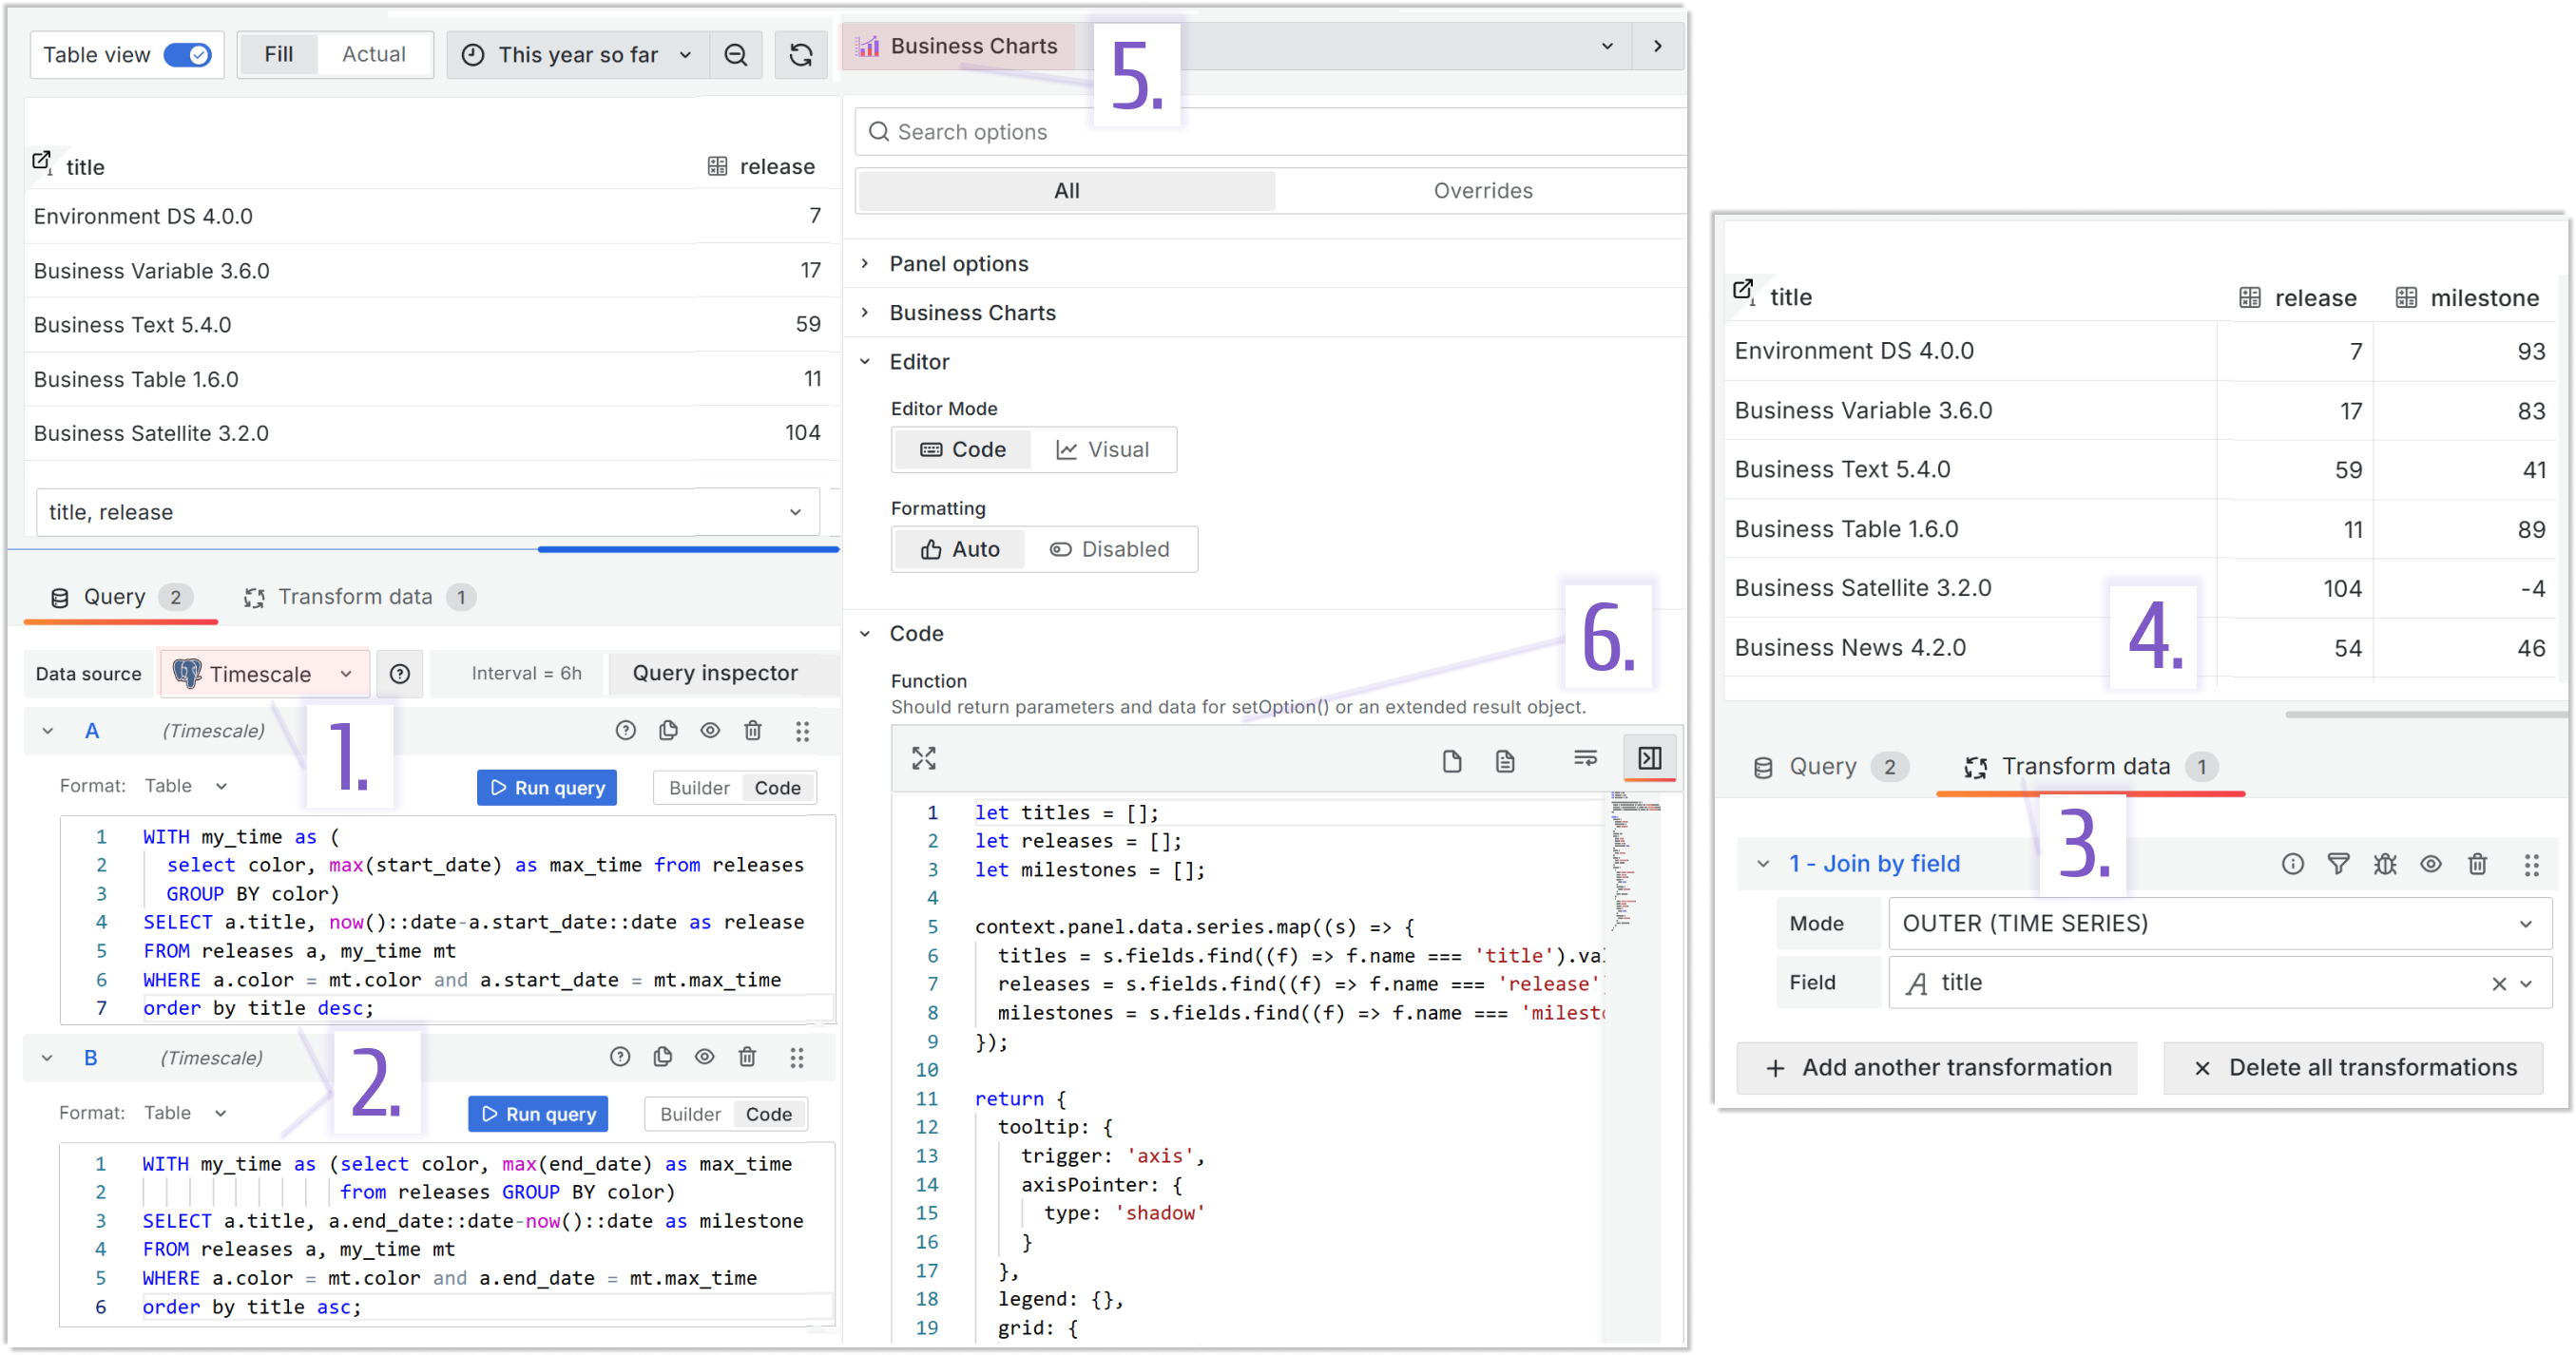 Table view
Fill Actual
This year so far
Business Charts
5.
title release
Environment DS 4.0.0 7
Business Variable 3.6.0 17
Business Text 5.4.0 59
Business Table 1.6.0 11
Business Satellite 3.2.0 104
title, release
Query 2 Transform data 1
Data source Timescale Interval = 6h Query inspector
1.
A (Timescale)
Format: Table Run query Builder Code
1 WITH my_time as (
2 select color, max(start_date) as max_time from releases
3 GROUP BY color)
4 SELECT a.title, now()::date-a.start_date::date as release
5 FROM releases a, my_time mt
6 WHERE a.color = mt.color and a.start_date = mt.max_time
7 order by title desc;
2.
B (Timescale)
Format: Table Run query Builder Code
1 WITH my_time as (select color, max(end_date) as max_time
2 from releases GROUP BY color)
3 SELECT a.title, a.end_date::date-now()::date as milestone
4 FROM releases a, my_time mt
5 WHERE a.color = mt.color and a.end_date = mt.max_time
6 order by title asc;
Search options
All Overrides
Panel options
Business Charts
Editor
Editor Mode
Code Visual
Formatting
Auto Disabled
6.
Code
Function
Should return parameters and data for setOption() or an extended result object.
1 let titles = [];
2 let releases = [];
3 let milestones = [];
4
5 context.panel.data.series.map((s) => {
6 titles = s.fields.find((f) => f.name === 'title').val
7 releases = s.fields.find((f) => f.name === 'release'
8 milestones = s.fields.find((f) => f.name === 'milest
9 });
10
11 return {
12 tooltip: {
13 trigger: 'axis',
14 axisPointer: {
15 type: 'shadow'
16 }
17 },
18 legend: {},
19 grid: {
title release milestone
Environment DS 4.0.0 7 93
Business Variable 3.6.0 17 83
Business Text 5.4.0 59 41
Business Table 1.6.0 11 89
Business Satellite 3.2.0 104 -4
Business News 4.2.0 54 46
4.
Query 2 Transform data 1
3.
1 - Join by field
Mode OUTER (TIME SERIES)
Field title
Add another transformation Delete all transformations